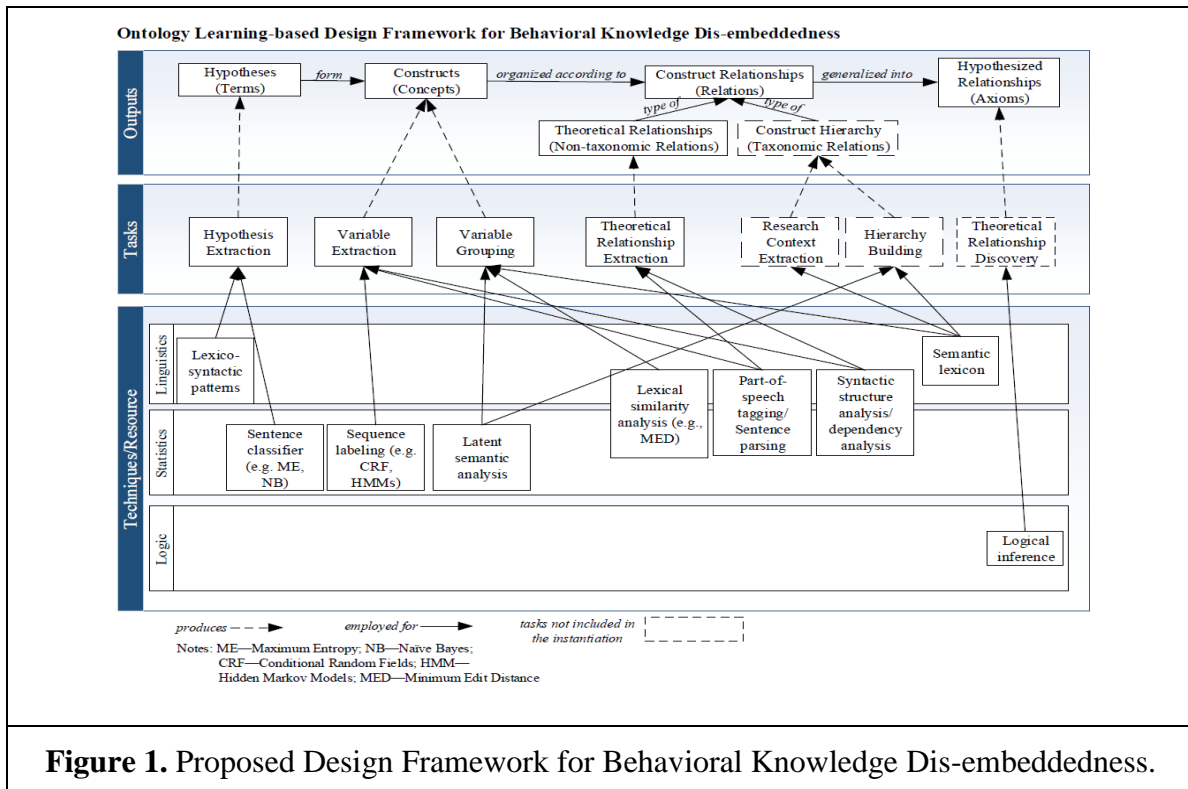 Ontology Learning-based Design Framework for Behavioral Knowledge Dis-embeddedness
Outputs
Hypotheses
(Terms)
form
Constructs
(Concepts)
organized according to
Construct Relationships
(Relations)
generalized into
Hypothesized
Relationships
(Axioms)
type of
type of
Theoretical Relationships
(Non-taxonomic Relations)
Construct Hierarchy
(Taxonomic Relations)
Tasks
Hypothesis
Extraction
Variable
Extraction
Variable
Grouping
Theoretical
Relationship
Extraction
Research
Context
Extraction
Hierarchy
Building
Theoretical
Relationship
Discovery
Techniques/Resource
Linguistics
Lexico-
syntactic
patterns
Lexical
similarity
analysis (e.g.,
MED)
Part-of-
speech
tagging/
Sentence
parsing
Syntactic
structure
analysis/
dependency
analysis
Semantic
lexicon
Statistics
Sentence
classifier
(e.g. ME,
NB)
Sequence
labeling (e.g.
CRF,
HMMs)
Latent
semantic
analysis
Logic
Logical
inference
produces
employed for
tasks not included in
the instantiation
Notes: ME—Maximum Entropy; NB—Naïve Bayes;
CRF—Conditional Random Fields; HMM—
Hidden Markov Models; MED—Minimum Edit Distance
Figure 1. Proposed Design Framework for Behavioral Knowledge Dis-embeddedness.